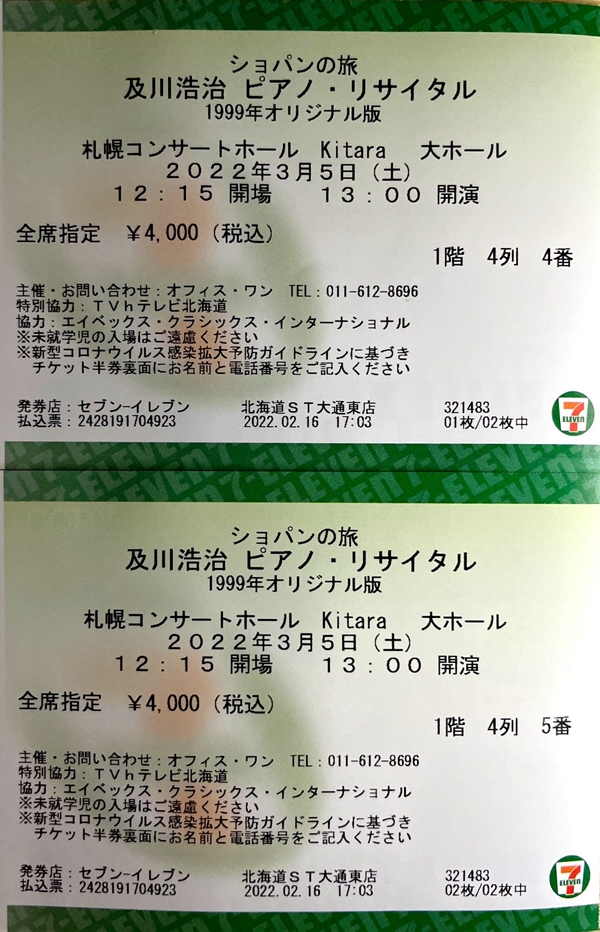 7-ELEVEN
ショパンの旅
及川浩治 ピアノ・リサイタル
1999年オリジナル版
札幌コンサートホール Kitara 大ホール
２０２２年３月５日（土）
１２：１５ 開場 １３：００ 開演
全席指定 ￥4,000（税込）
1階 4列 4番
主催・お問い合わせ：オフィス・ワン TEL：011-612-8696
特別協力：ＴＶｈテレビ北海道
協力：エイベックス・クラシックス・インターナショナル
※未就学児の入場はご遠慮ください
※新型コロナウイルス感染拡大予防ガイドラインに基づき
チケット半券裏面にお名前と電話番号をご記入ください
発券店：セブン-イレブン 北海道ＳＴ大通東店 321483
払込票：2428191704923 2022.02.16 17:03 01枚/02枚中
7 ELEVEN
7-ELEVEN
ショパンの旅
及川浩治 ピアノ・リサイタル
1999年オリジナル版
札幌コンサートホール Kitara 大ホール
２０２２年３月５日（土）
１２：１５ 開場 １３：００ 開演
全席指定 ￥4,000（税込）
1階 4列 5番
主催・お問い合わせ：オフィス・ワン TEL：011-612-8696
特別協力：ＴＶｈテレビ北海道
協力：エイベックス・クラシックス・インターナショナル
※未就学児の入場はご遠慮ください
※新型コロナウイルス感染拡大予防ガイドラインに基づき
チケット半券裏面にお名前と電話番号をご記入ください
発券店：セブン-イレブン 北海道ＳＴ大通東店 321483
払込票：2428191704923 2022.02.16 17:03 02枚/02枚中
7 ELEVEN